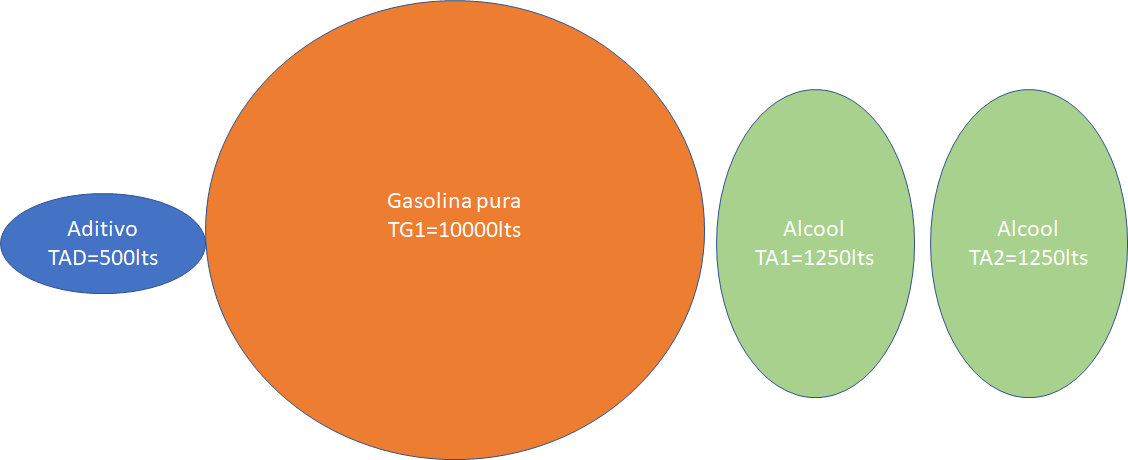 Aditivo
TAD=500lts
Gasolina pura
TG1=10000lts
Alcool
TA1=1250lts
Alcool
TA2=1250lts